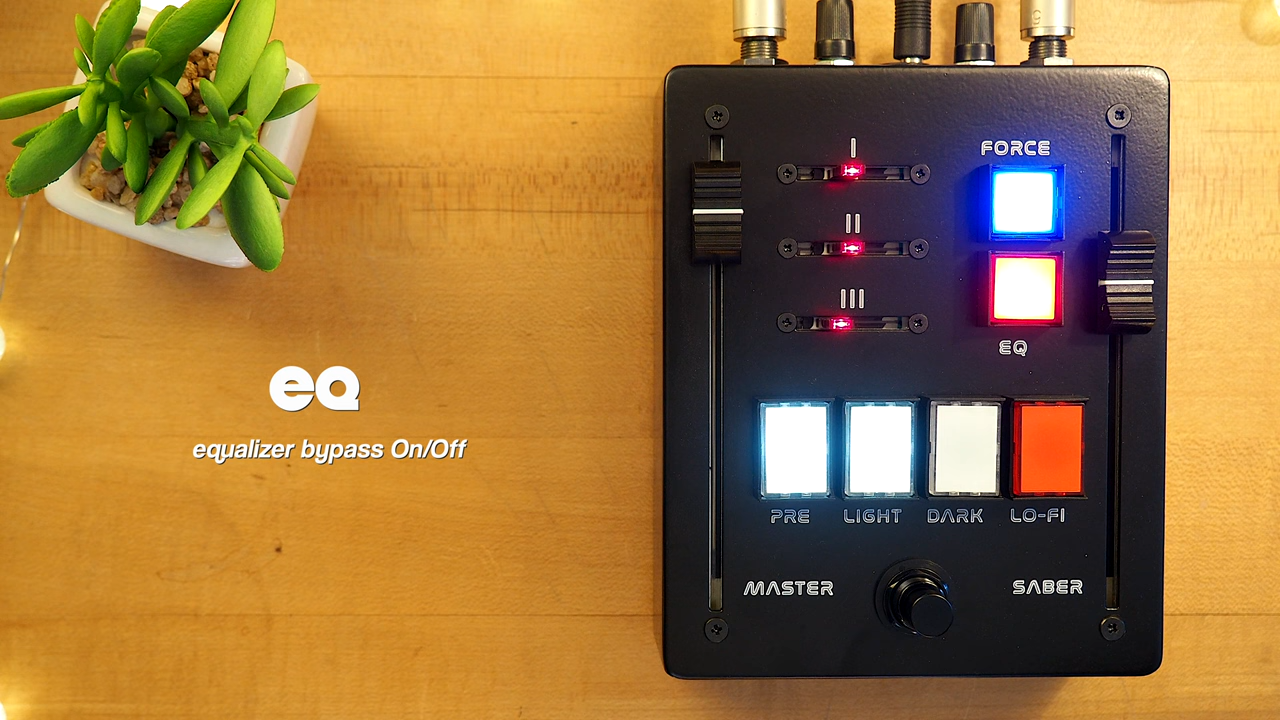 eQ
equalizer bypass On/Off
I
FORCE
II
III
EQ
PRE
LIGHT
DARK
LO-FI
MASTER
SABER